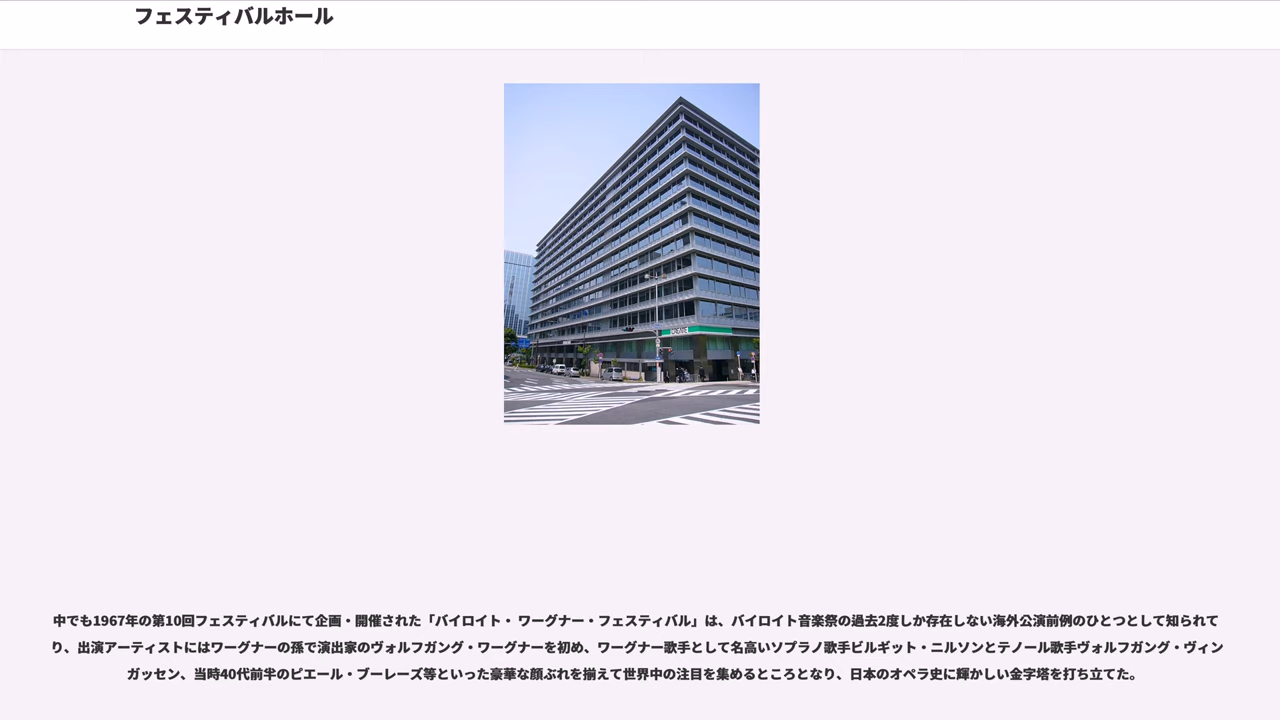 フェスティバルホール
中でも1967年の第10回フェスティバルにて企画・開催された「バイロイト・ ワーグナー・フェスティバル」は、バイロイト音楽祭の過去2度しか存在しない海外公演前例のひとつとして知られて
り、出演アーティストにはワーグナーの孫で演出家のヴォルフガング・ワーグナーを初め、ワーグナー歌手として名高いソプラノ歌手ビルギット・ニルソンとテノール歌手ヴォルフガング・ヴィン
ガッセン、当時40代前半のピエール・ブーレーズ等といった豪華な顔ぶれを揃えて世界中の注目を集めるところとなり、日本のオペラ史に輝かしい金字塔を打ち立てた。